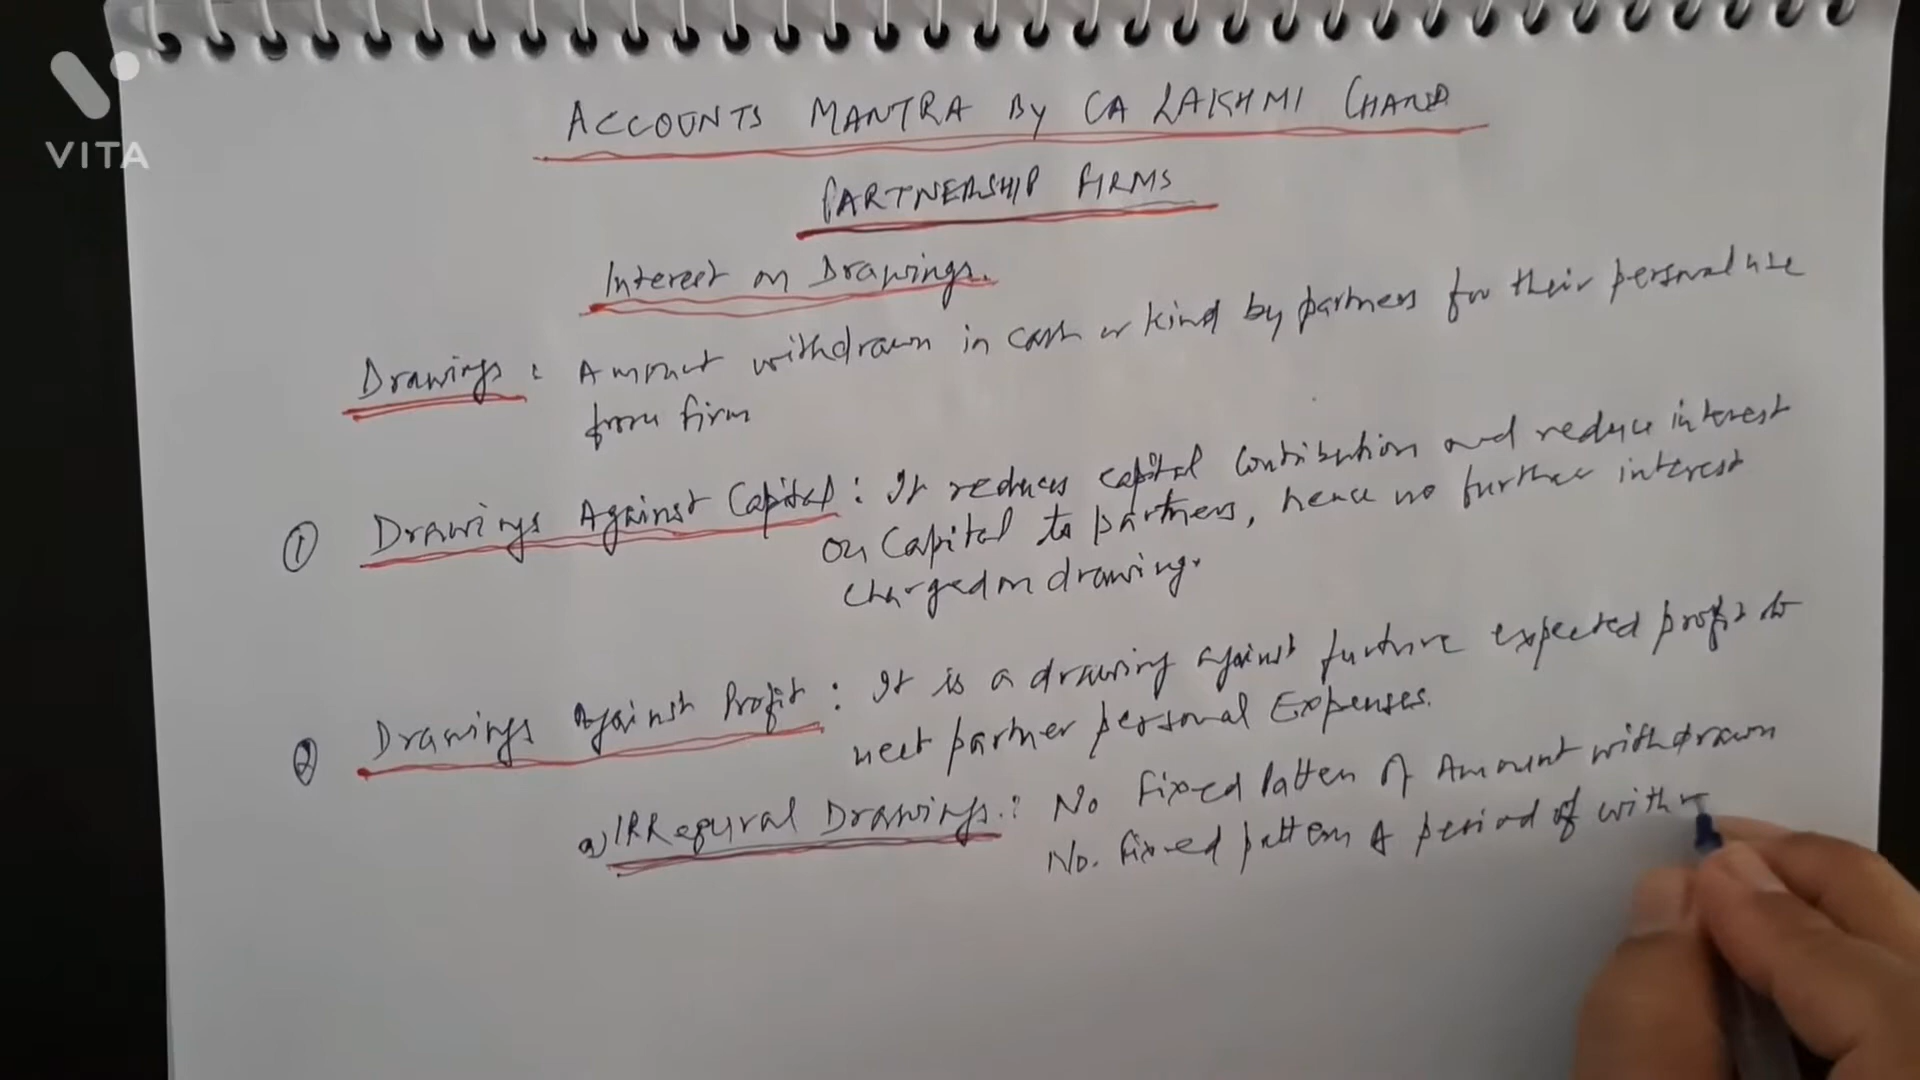 VITA
ACCOUNTS MANTRA By CA LAKHMI CHAND
PARTNERSHIP FIRMS
Interest on Drawings.
Drawings : Amount withdrawn in cash or kind by partners for their personal use
from firm
① Drawings Against Capital : It reduces capital contribution and reduce interest
on Capital to partners, hence no further interest
charged on drawing.
② Drawings Against Profit : It is a drawing against furture expected profit to
meet partner personal Expenses.
a) IRRegural Drawings. : No Fixed Patten of Amount withdrawn
No. fixed pattern of period of withr